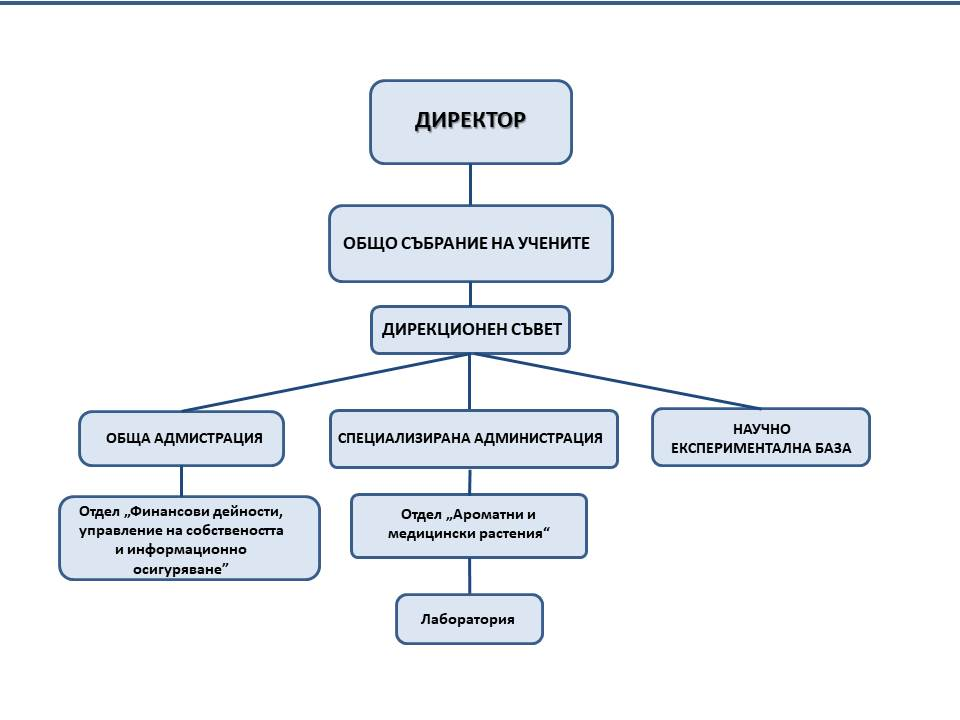 ДИРЕКТОР
ОБЩО СЪБРАНИЕ НА УЧЕНИТЕ
ДИРЕКЦИОНЕН СЪВЕТ
ОБЩА АДМИСТРАЦИЯ
СПЕЦИАЛИЗИРАНА АДМИНИСТРАЦИЯ
НАУЧНО
ЕКСПЕРИМЕНТАЛНА БАЗА
Отдел „Финансови дейности,
управление на собствеността
и информационно
осигуряване”
Отдел „Ароматни и
медицински растения“
Лаборатория